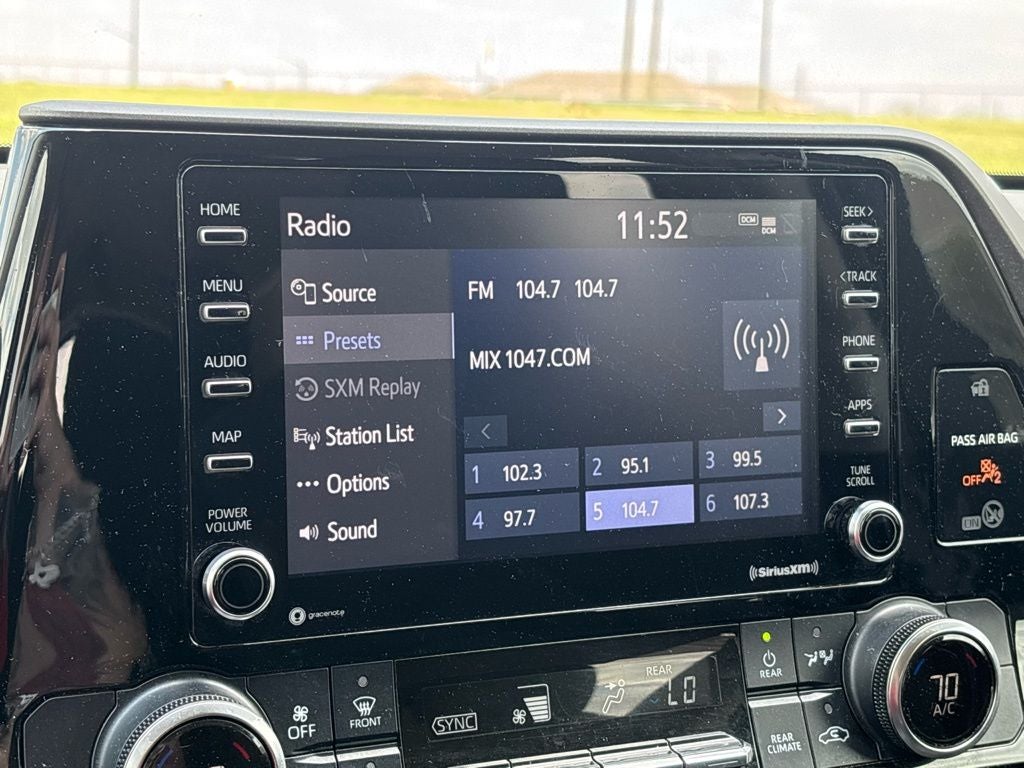 HOME
MENU
AUDIO
MAP
POWER
VOLUME
Radio
11:52
DCM
DCM
Source
Presets
SXM Replay
Station List
Options
Sound
FM 104.7 104.7
MIX 1047.COM
<
>
1 102.3
2 95.1
3 99.5
4 97.7
5 104.7
6 107.3
gracenote
((SiriusXM))
SEEK >
< TRACK
PHONE
APPS
TUNE
SCROLL
PASS AIR BAG
OFF 2
ON
OFF
FRONT
SYNC
REAR
LO
REAR
REAR
CLIMATE
70
A/C